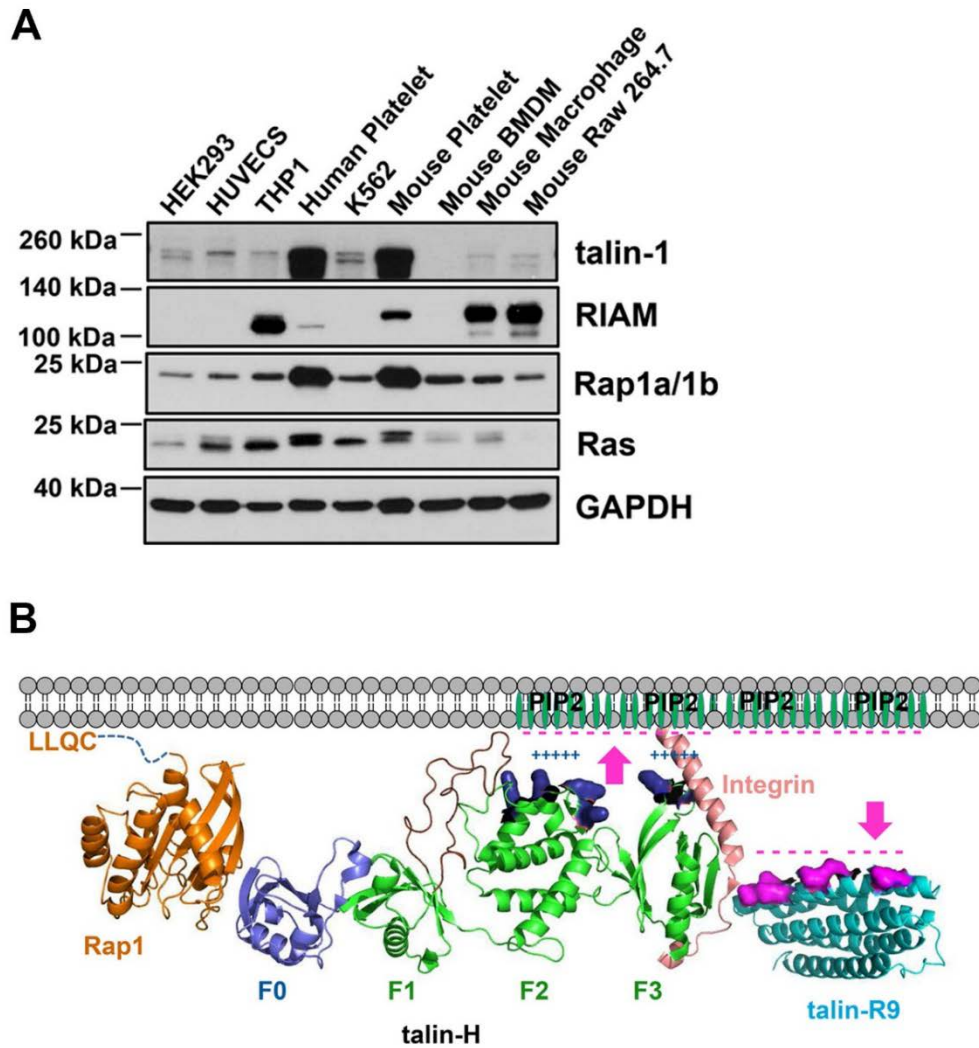 A
HEK293
HUVECS
THP1
Human Platelet
K562
Mouse Platelet
Mouse BMDM
Mouse Macrophage
Mouse Raw 264.7
260 kDa
talin-1
140 kDa
RIAM
100 kDa
25 kDa
Rap1a/1b
25 kDa
Ras
40 kDa
GAPDH
B
PIP2 PIP2 PIP2 PIP2
LLQC
+++++ +++++
Integrin
Rap1
F0 F1 F2 F3
talin-R9
talin-H